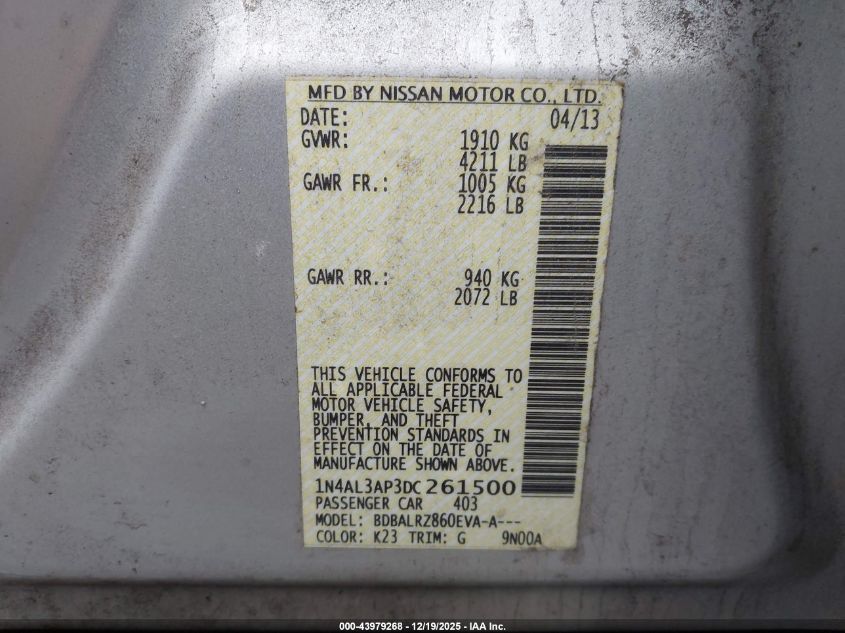 MFD BY NISSAN MOTOR CO., LTD.
DATE: 04/13
GVWR: 1910 KG
4211 LB
GAWR FR.: 1005 KG
2216 LB
GAWR RR.: 940 KG
2072 LB
THIS VEHICLE CONFORMS TO
ALL APPLICABLE FEDERAL
MOTOR VEHICLE SAFETY,
BUMPER, AND THEFT
PREVENTION STANDARDS IN
EFFECT ON THE DATE OF
MANUFACTURE SHOWN ABOVE.
1N4AL3AP3DC261500
PASSENGER CAR 403
MODEL: BDBALRZ860EVA-A---
COLOR: K23 TRIM: G 9N00A
000-43979268 - 12/19/2025 - IAA Inc.